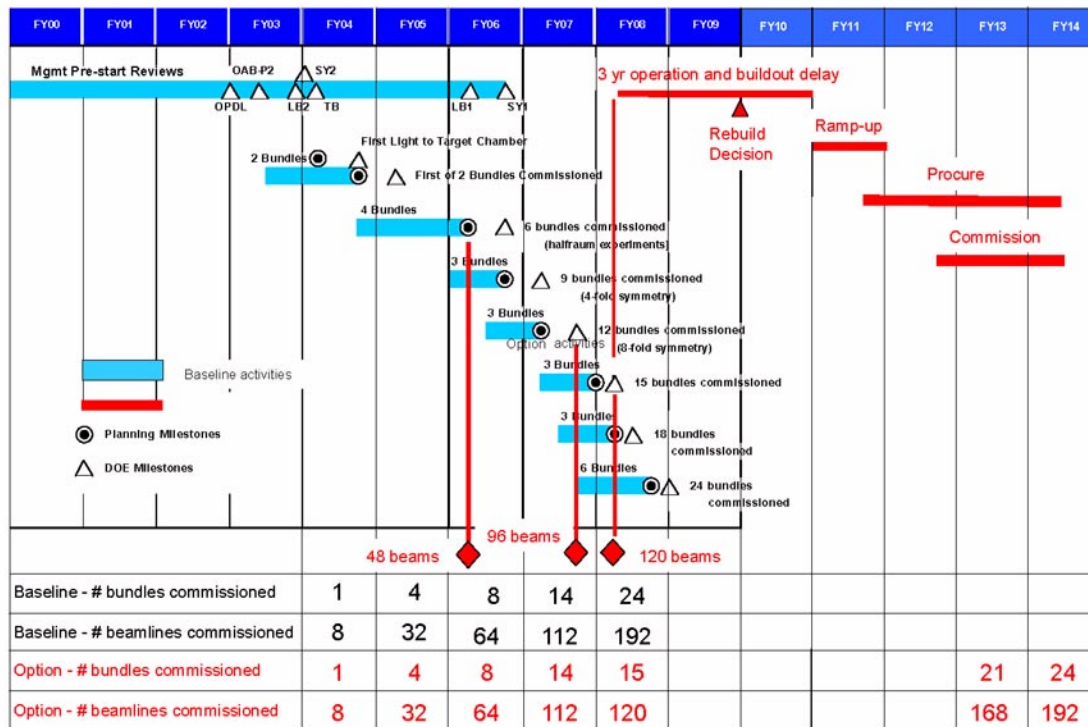 FY00 FY01 FY02 FY03 FY04 FY05 FY06 FY07 FY08 FY09 FY10 FY11 FY12 FY13 FY14
Mgmt Pre-start Reviews
OAB-P2
SY2
OPDL
LB2
TB
LB1
SY1
3 yr operation and buildout delay
Rebuild
Decision
Ramp-up
Procure
Commission
First Light to Target Chamber
2 Bundles
First of 2 Bundles Commissioned
4 Bundles
6 bundles commissioned
(halfraum experiments)
3 Bundles
9 bundles commissioned
(4-fold symmetry)
3 Bundles
12 bundles commissioned
(8-fold symmetry)
Option activities
3 Bundles
15 bundles commissioned
Baseline activities
3 Bundles
18 bundles
commissioned
Planning Milestones
6 Bundles
24 bundles
commissioned
DOE Milestones
48 beams
96 beams
120 beams
Baseline - # bundles commissioned 1 4 8 14 24
Baseline - # beamlines commissioned 8 32 64 112 192
Option - # bundles commissioned 1 4 8 14 15 21 24
Option - # beamlines commissioned 8 32 64 112 120 168 192